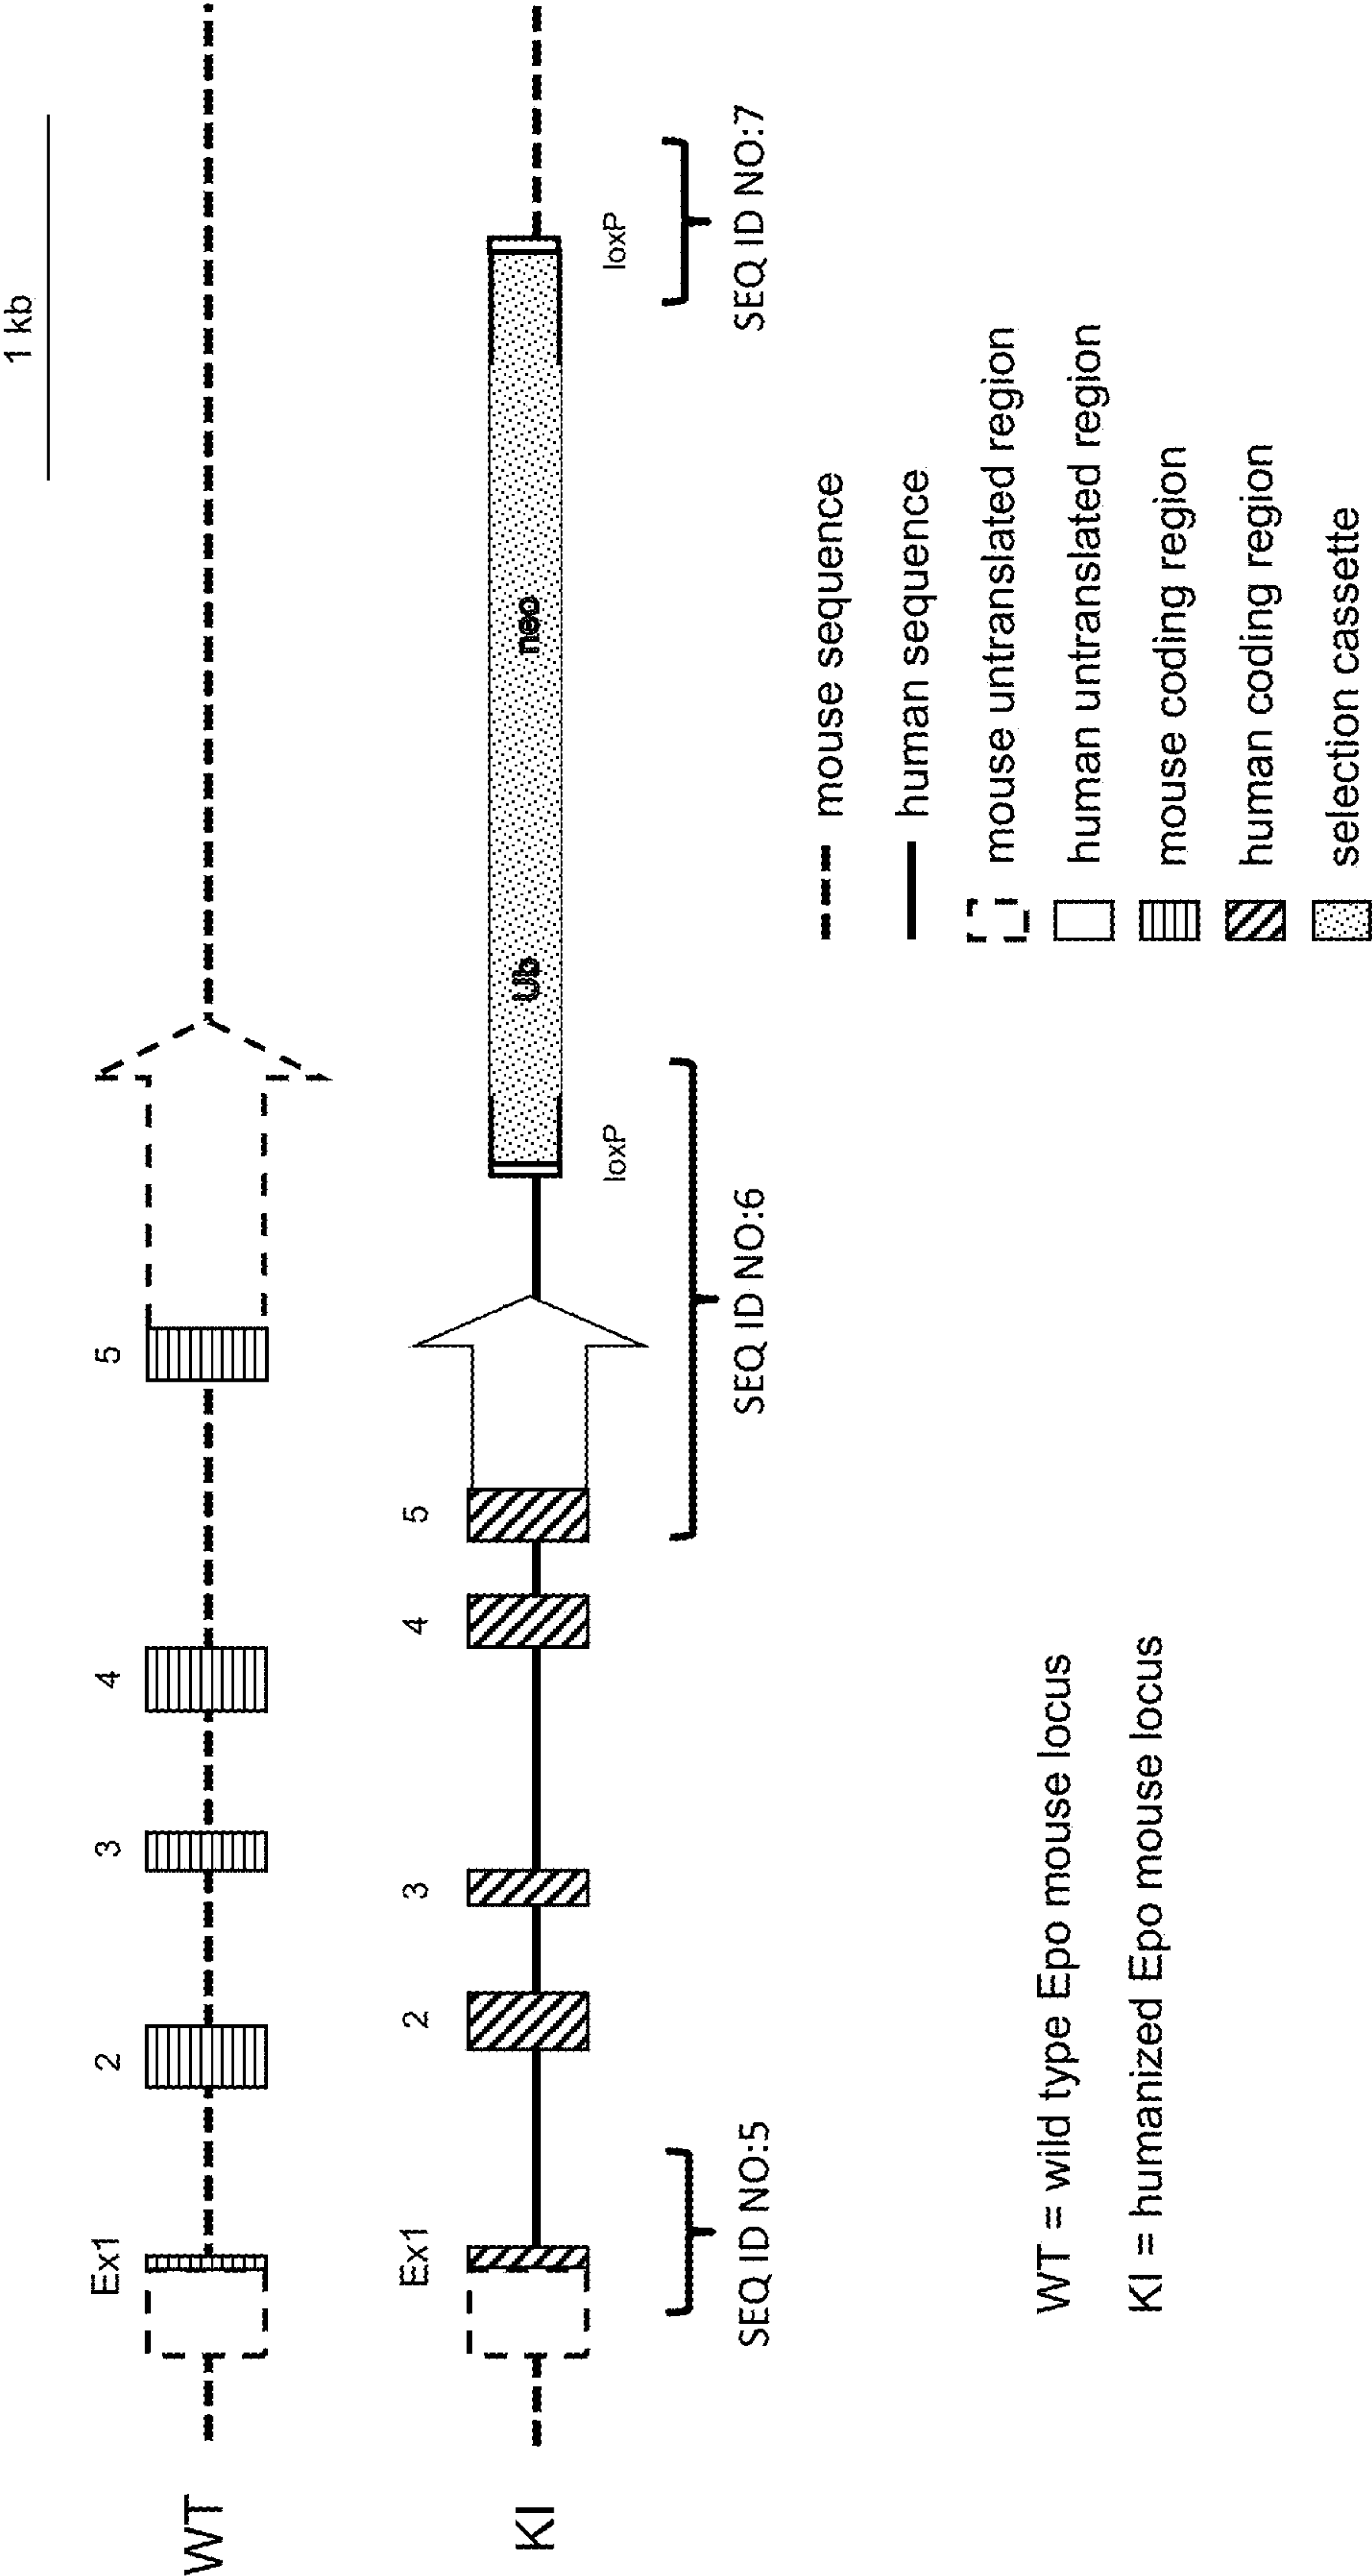 1 kb
WT
Ex1
2
3
4
5
KI
Ex1
2
3
4
5
Ub
neo
loxP
loxP
SEQ ID NO:5
SEQ ID NO:6
SEQ ID NO:7
mouse sequence
human sequence
mouse untranslated region
human untranslated region
mouse coding region
human coding region
selection cassette
WT = wild type Epo mouse locus
KI = humanized Epo mouse locus